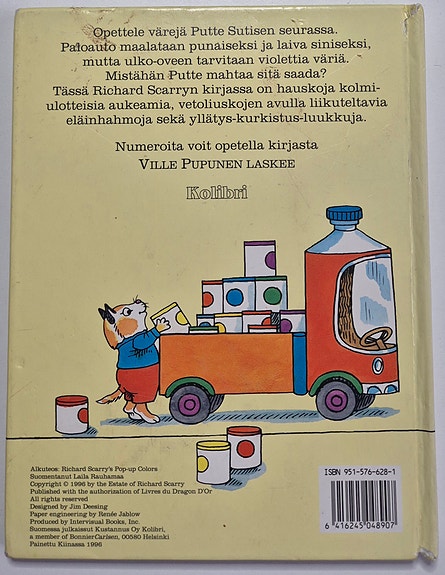 Opettele värejä Putte Sutisen seurassa.
Paloauto maalataan punaiseksi ja laiva siniseksi,
mutta ulko-oveen tarvitaan violettia väriä.
Mistähän Putte mahtaa sitä saada?
Tässä Richard Scarryn kirjassa on hauskoja kolmi-
ulotteisia aukeamia, vetoliuskojen avulla liikuteltavia
eläinhahmoja sekä yllätys-kurkistus-luukkuja.
Numeroita voit opetella kirjasta
VILLE PUPUNEN LASKEE
Kolibri
Alkuteos: Richard Scarry's Pop-up Colors
Suomentanut Laila Rauhamaa
Copyright © 1996 by the Estate of Richard Scarry
Published with the authorization of Livres du Dragon D'Or
All rights reserved
Designed by Jim Deesing
Paper engineering by Renée Jablow
Produced by Intervisual Books, Inc.
Suomessa julkaissut Kustannus Oy Kolibri,
a member of BonnierCarlsen, 00580 Helsinki
Painettu Kiinassa 1996
ISBN 951-576-628-1
6 416245 048907